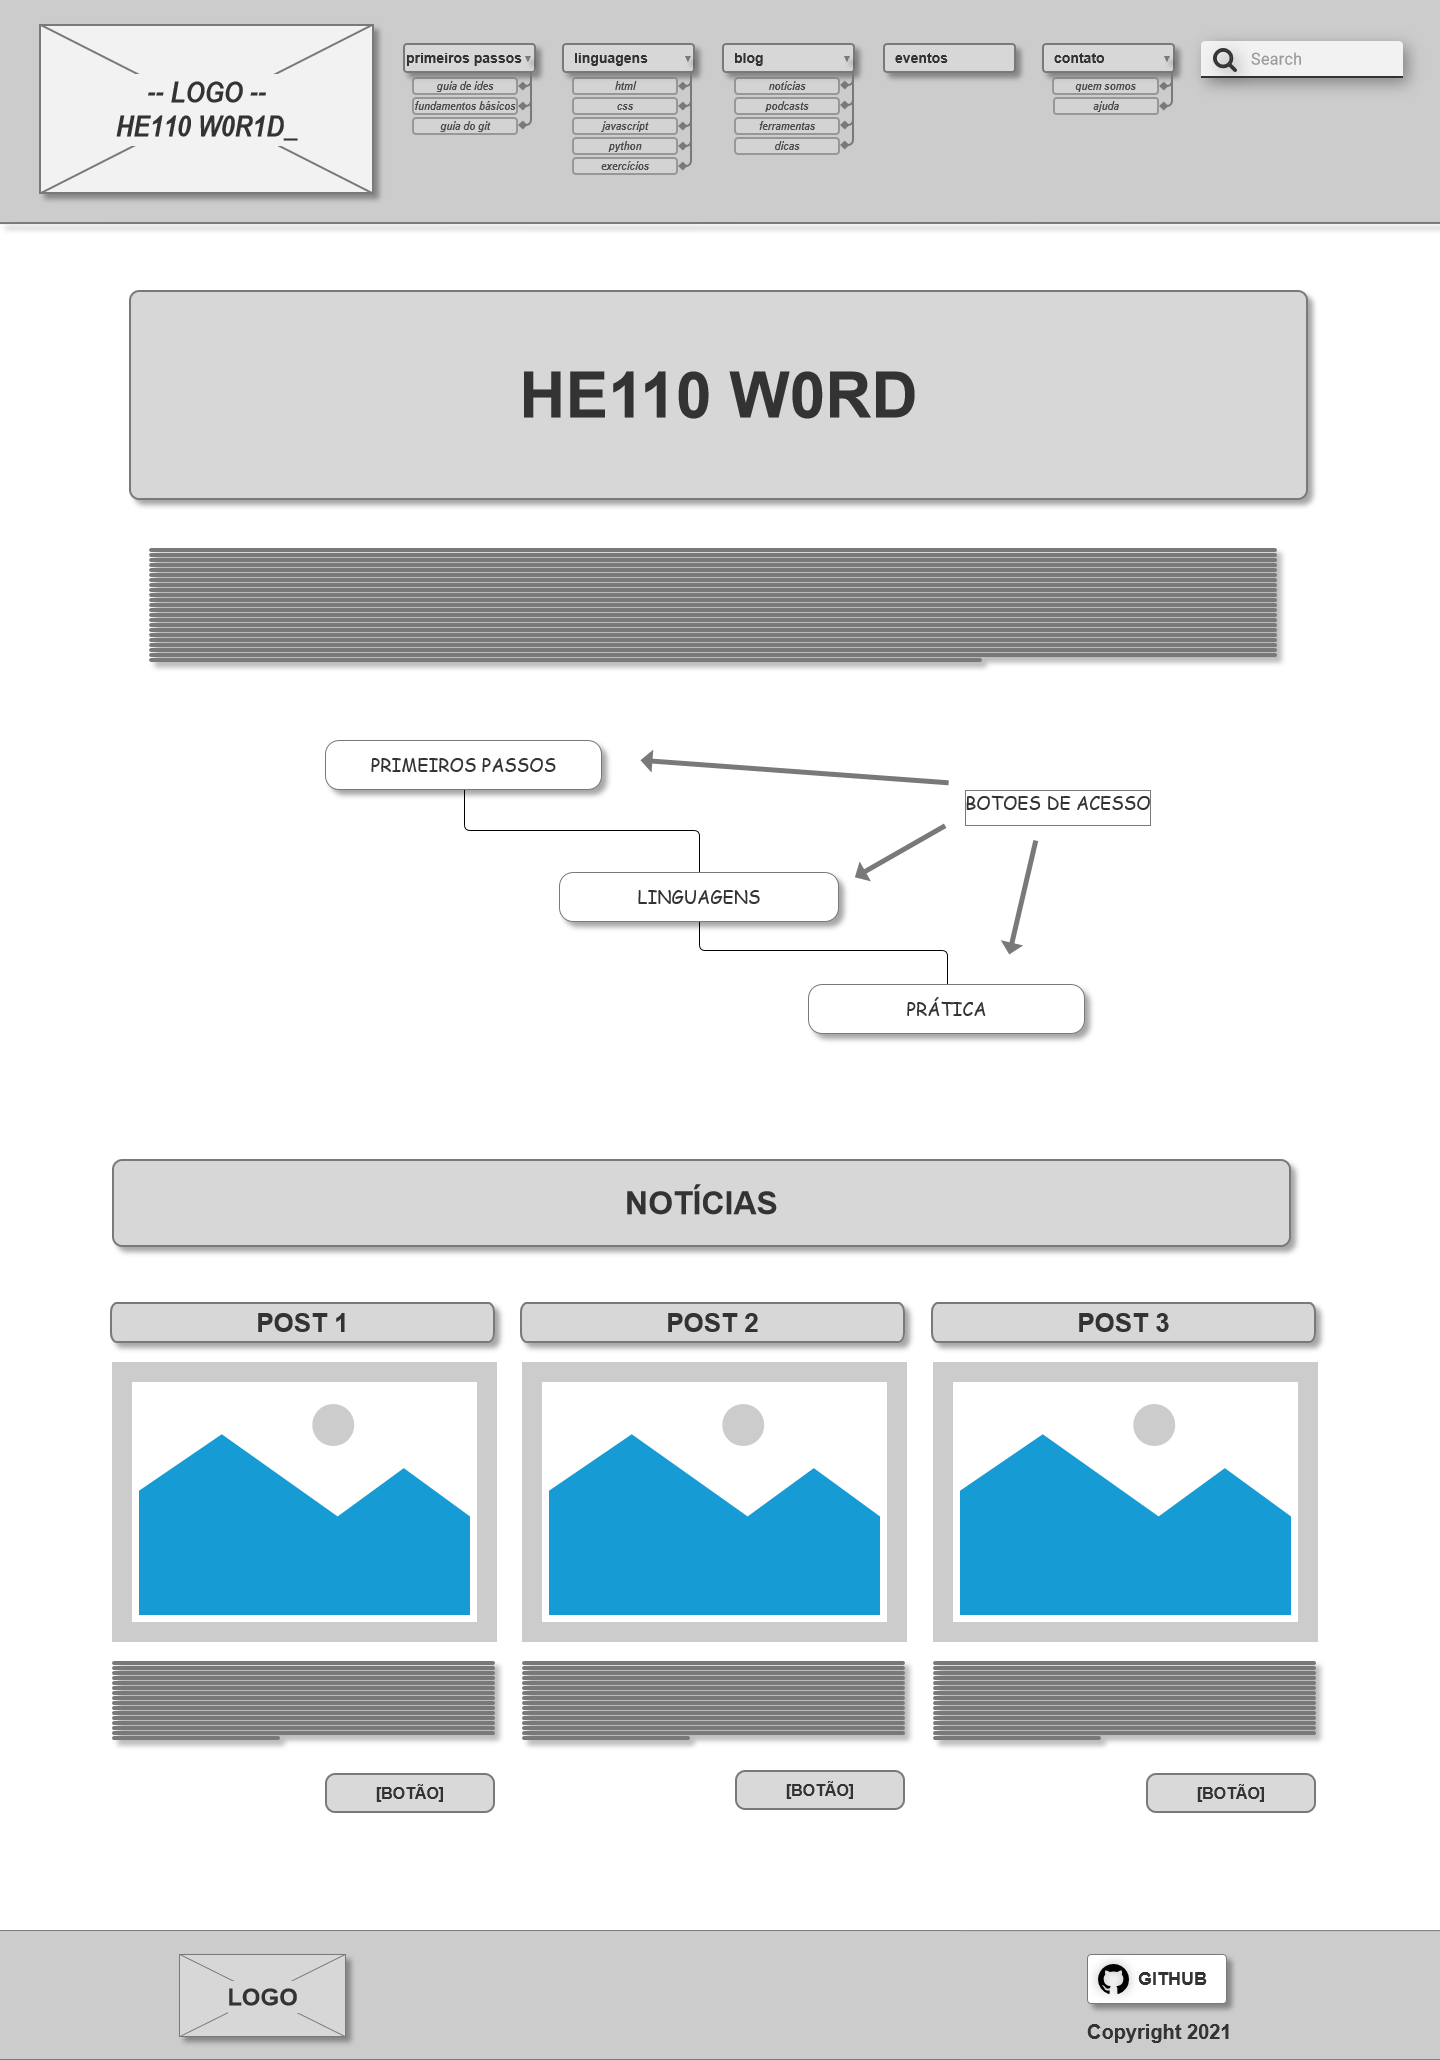 -- LOGO --
HE110 W0R1D_
primeiros passos ▾
guia de ides
fundamentos básicos
guia do git
linguagens ▾
html
css
javascript
python
exercícios
blog ▾
notícias
podcasts
ferramentas
dicas
eventos
contato ▾
quem somos
ajuda
Search
HE110 W0RD
PRIMEIROS PASSOS
BOTOES DE ACESSO
LINGUAGENS
PRÁTICA
NOTÍCIAS
POST 1
POST 2
POST 3
[BOTÃO]
[BOTÃO]
[BOTÃO]
LOGO
GITHUB
Copyright 2021